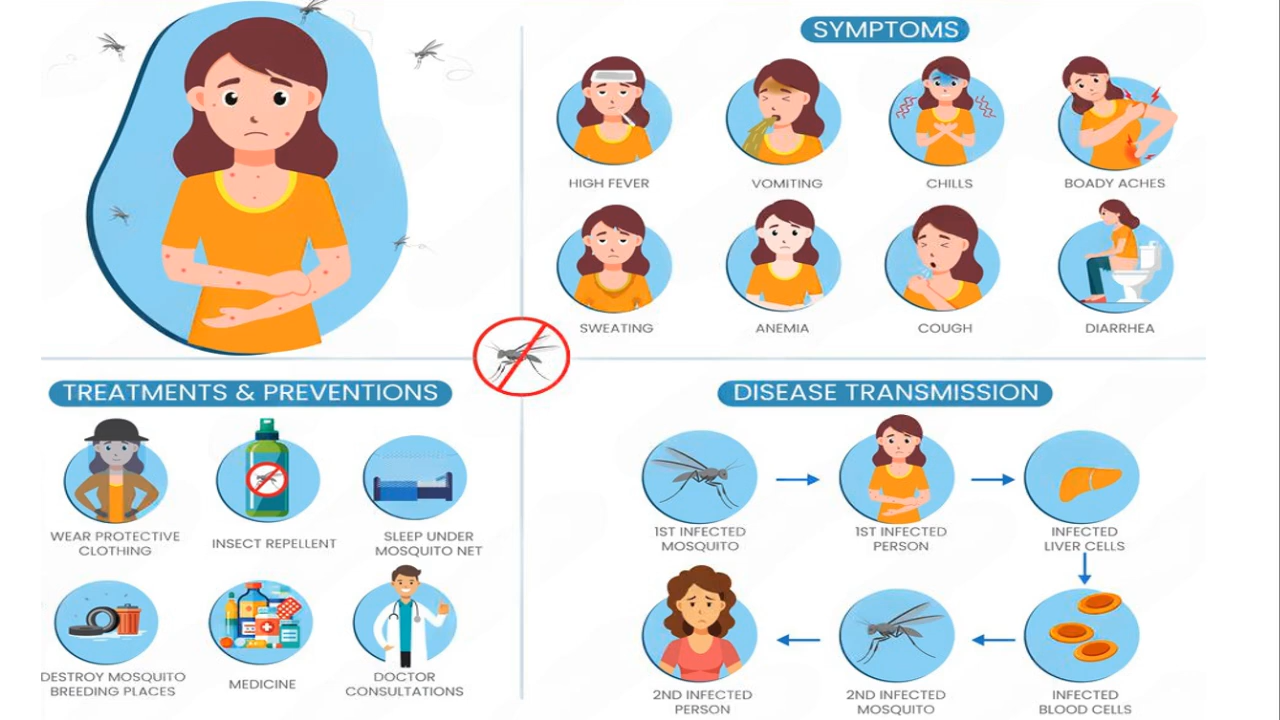 SYMPTOMS
HIGH FEVER
VOMITING
CHILLS
BOADY ACHES
SWEATING
ANEMIA
COUGH
DIARRHEA
TREATMENTS & PREVENTIONS
WEAR PROTECTIVE
CLOTHING
INSECT REPELLENT
SLEEP UNDER
MOSQUITO NET
DESTROY MOSQUITO
BREEDING PLACES
MEDICINE
DOCTOR
CONSULTATIONS
DISEASE TRANSMISSION
1ST INFECTED
MOSQUITO
1ST INFECTED
PERSON
INFECTED
LIVER CELLS
2ND INFECTED
PERSON
2ND INFECTED
MOSQUITO
INFECTED
BLOOD CELLS